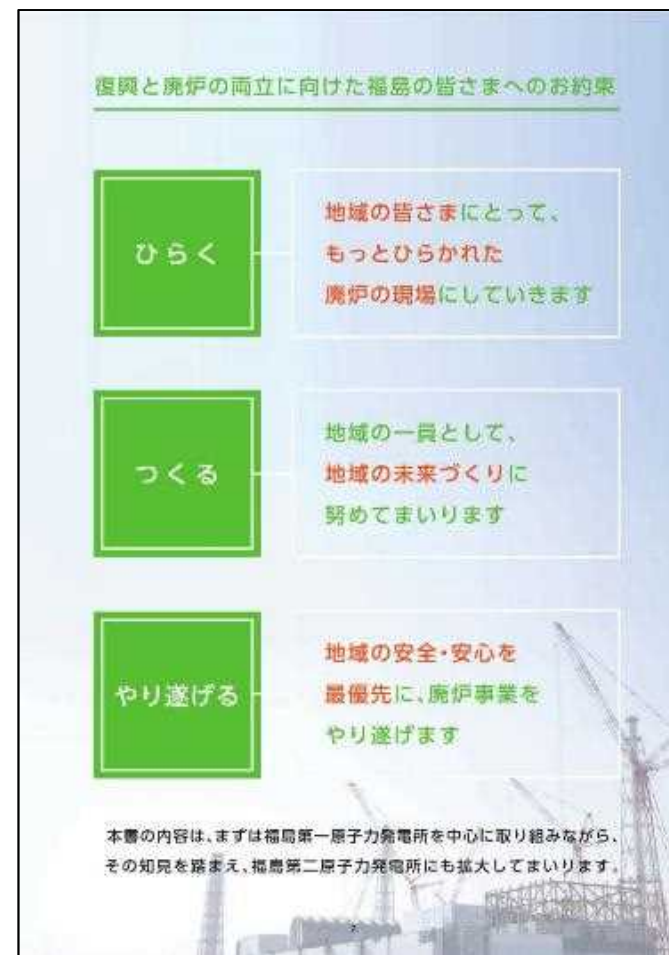 復興と廃炉の両立に向けた福島の皆さまへのお約束
ひらく
地域の皆さまにとって、
もっとひらかれた
廃炉の現場にしていきます
つくる
地域の一員として、
地域の未来づくりに
努めてまいります
やり遂げる
地域の安全・安心を
最優先に、廃炉事業を
やり遂げます
本書の内容は、まずは福島第一原子力発電所を中心に取り組みながら、
その知見を踏まえ、福島第二原子力発電所にも拡大してまいります。